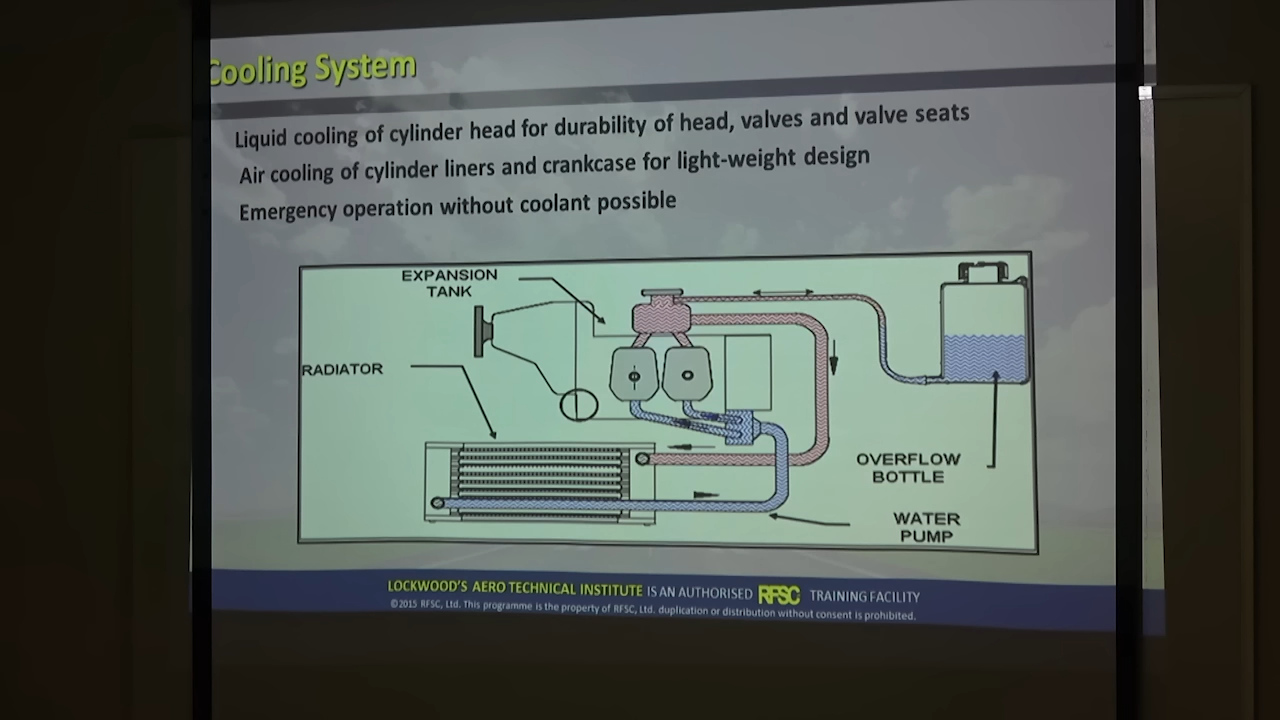 Cooling System
Liquid cooling of cylinder head for durability of head, valves and valve seats
Air cooling of cylinder liners and crankcase for light-weight design
Emergency operation without coolant possible
EXPANSION
TANK
RADIATOR
OVERFLOW
BOTTLE
WATER
PUMP
LOCKWOOD'S AERO TECHNICAL INSTITUTE IS AN AUTHORISED RFSC TRAINING FACILITY
©2015 RFSC, Ltd. This programme is the property of RFSC, Ltd. duplication or distribution without consent is prohibited.